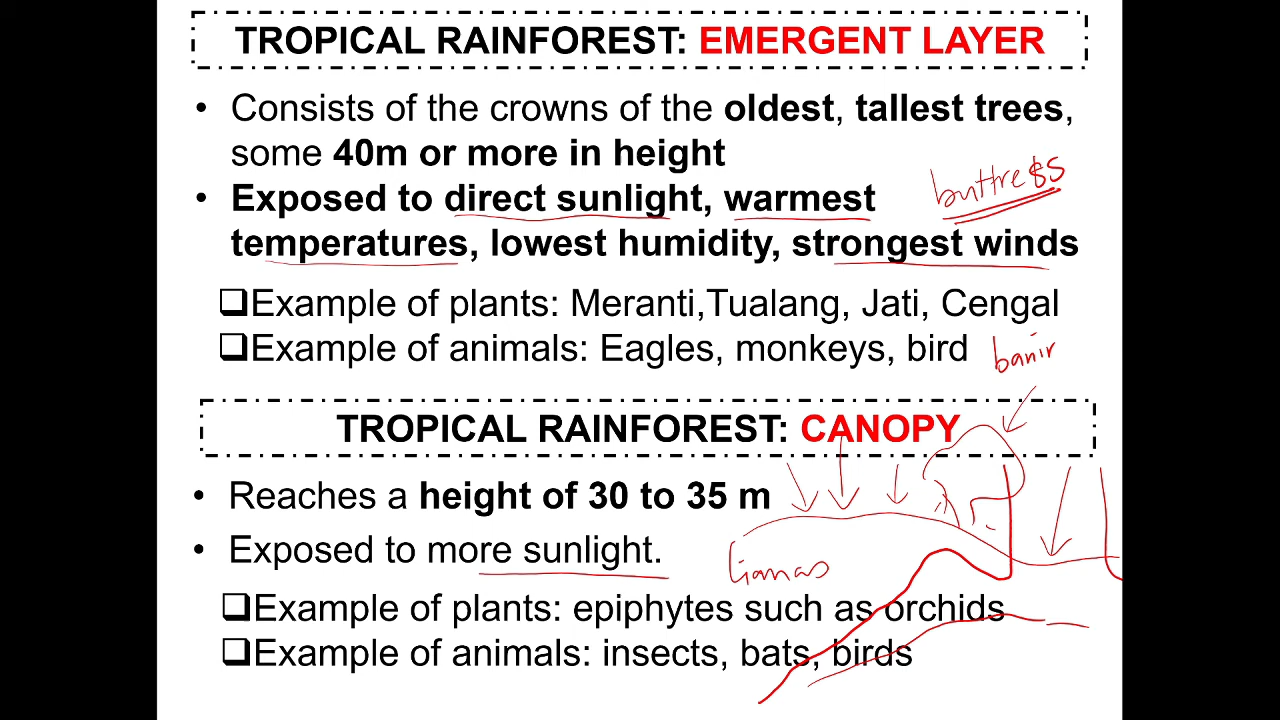 TROPICAL RAINFOREST: EMERGENT LAYER
• Consists of the crowns of the oldest, tallest trees,
some 40m or more in height
• Exposed to direct sunlight, warmest
buttress
temperatures, lowest humidity, strongest winds
❑Example of plants: Meranti,Tualang, Jati, Cengal
❑Example of animals: Eagles, monkeys, bird
banir
TROPICAL RAINFOREST: CANOPY
• Reaches a height of 30 to 35 m
• Exposed to more sunlight.
lianas
❑Example of plants: epiphytes such as orchids
❑Example of animals: insects, bats, birds